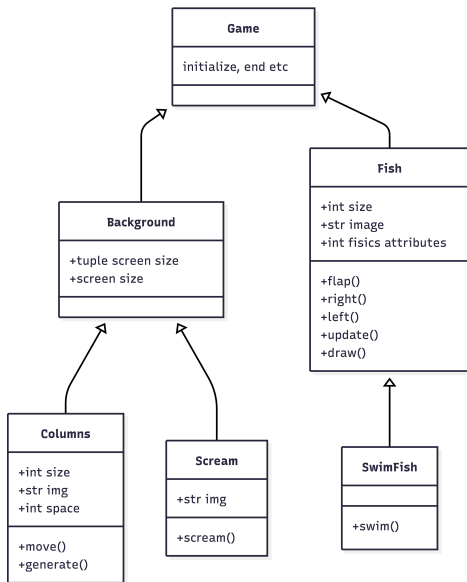 Game
initialize, end etc
Fish
+int size
+str image
+int fisics attributes
+flap()
+right()
+left()
+update()
+draw()
Background
+tuple screen size
+screen size
Columns
+int size
+str img
+int space
+move()
+generate()
Scream
+str img
+scream()
SwimFish
+swim()